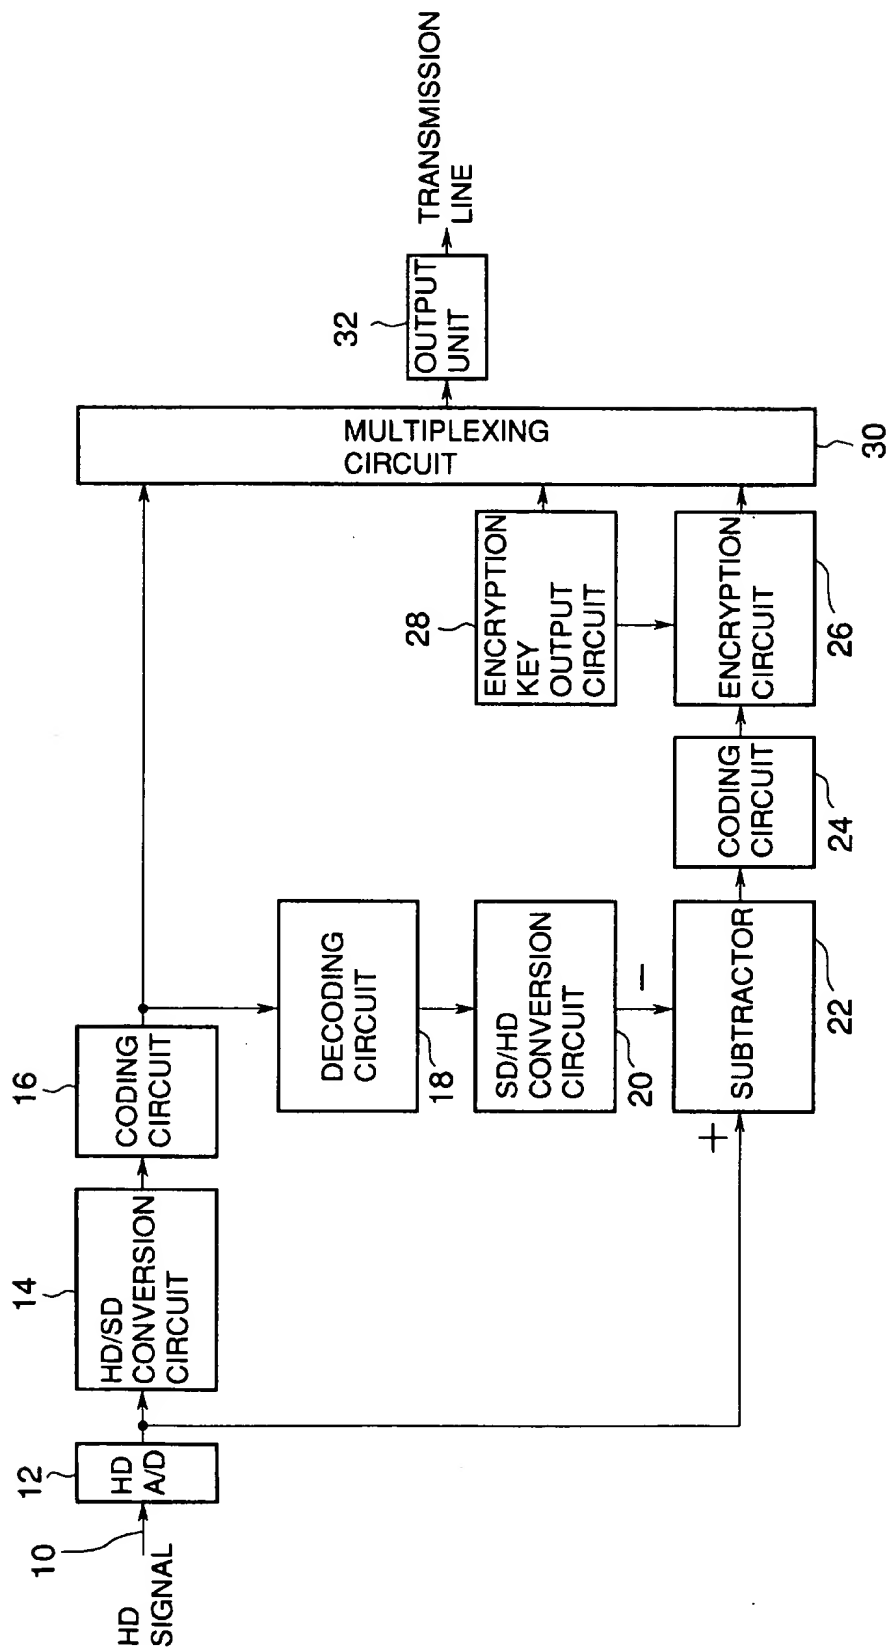 HD
SIGNAL
10
12
HD
A/D
14
HD/SD
CONVERSION
CIRCUIT
16
CODING
CIRCUIT
DECODING
CIRCUIT
18
SD/HD
CONVERSION
CIRCUIT
20
−
+
SUBTRACTOR
22
CODING
CIRCUIT
24
28
ENCRYPTION
KEY
OUTPUT
CIRCUIT
ENCRYPTION
CIRCUIT
26
MULTIPLEXING
CIRCUIT
30
32
OUTPUT
UNIT
TRANSMISSION
LINE